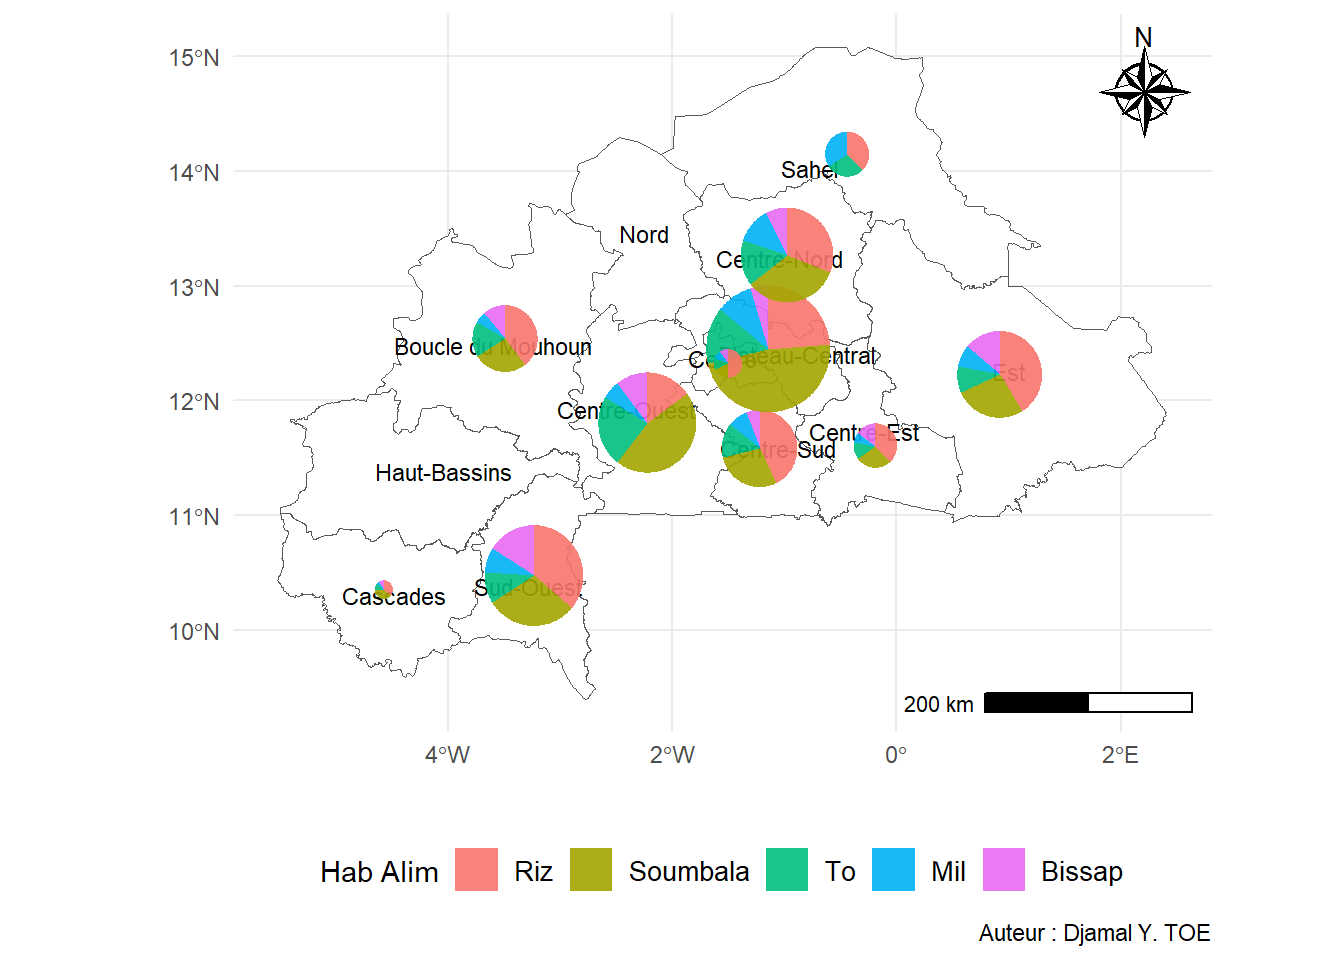 N
15°N
14°N
13°N
12°N
11°N
10°N
Sahel
Nord
Centre-Nord
Boucle du Mouhoun
Plateau-Central
Est
Centre-Ouest
Centre-Est
Centre-Sud
Haut-Bassins
Sud-Ouest
Cascades
200 km
4°W
2°W
0°
2°E
Hab Alim Riz Soumbala To Mil Bissap
Auteur : Djamal Y. TOE